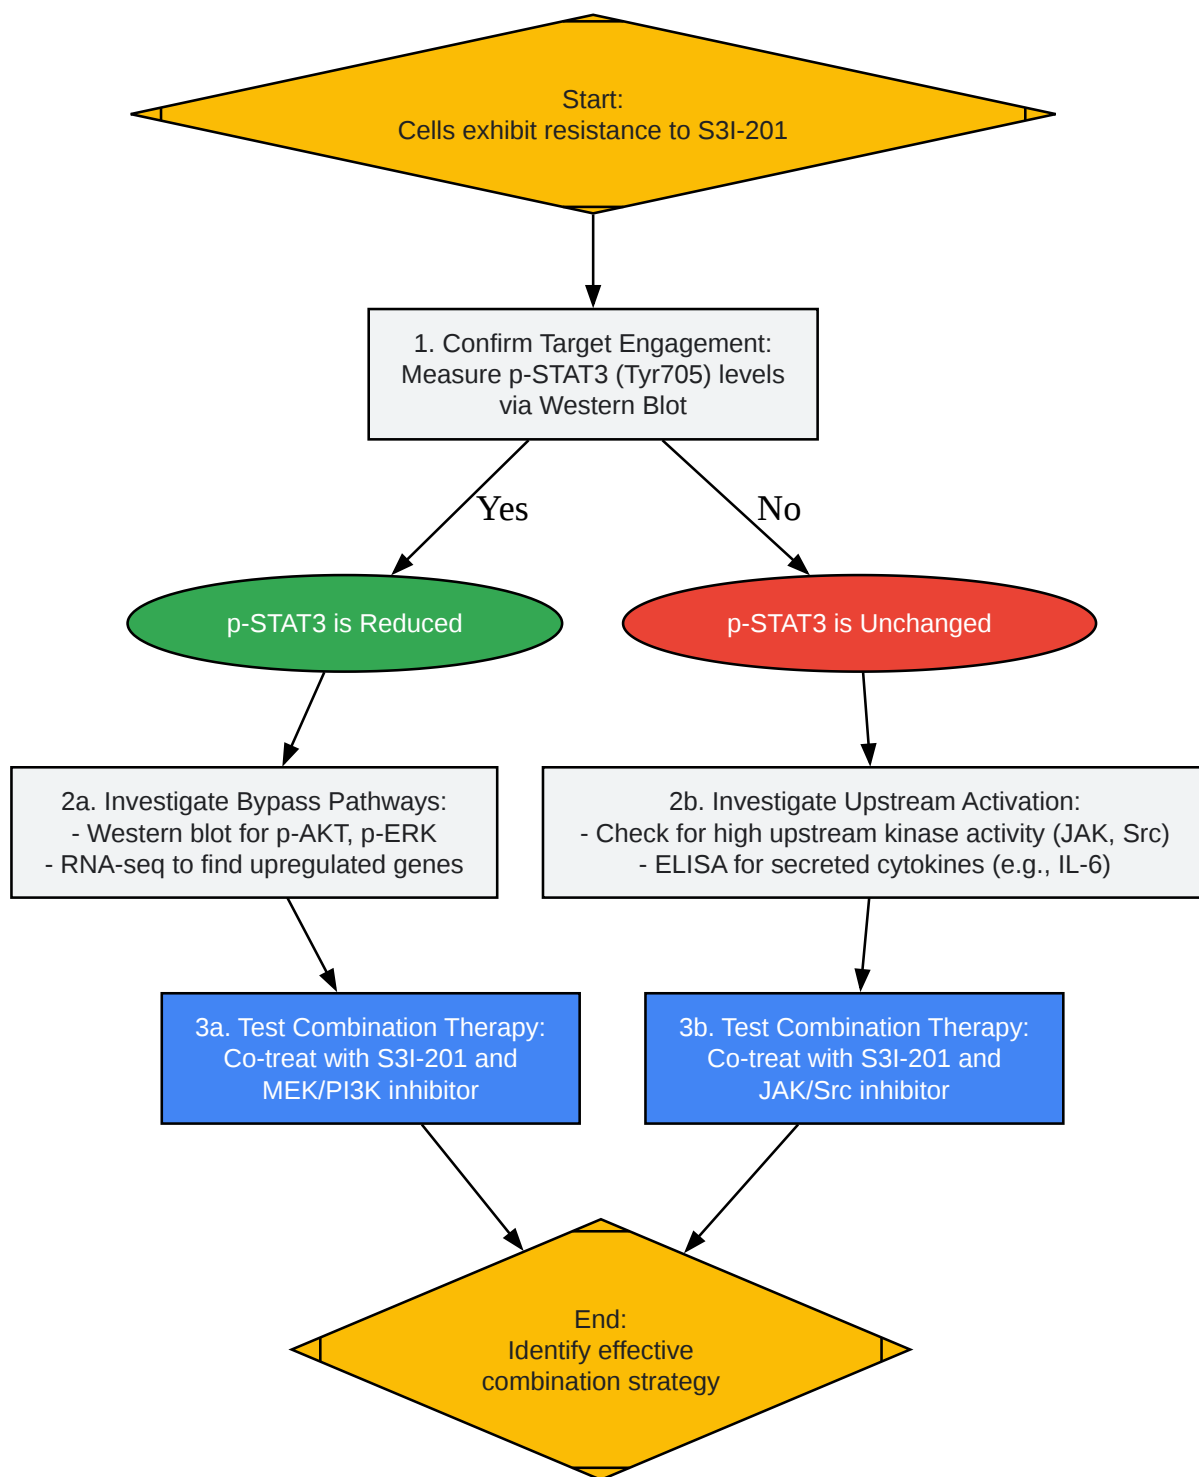 Start:
Cells exhibit resistance to S3I-201
1. Confirm Target Engagement:
Measure p-STAT3 (Tyr705) levels
via Western Blot
Yes
No
p-STAT3 is Reduced
p-STAT3 is Unchanged
2a. Investigate Bypass Pathways:
- Western blot for p-AKT, p-ERK
- RNA-seq to find upregulated genes
2b. Investigate Upstream Activation:
- Check for high upstream kinase activity (JAK, Src)
- ELISA for secreted cytokines (e.g., IL-6)
3a. Test Combination Therapy:
Co-treat with S3I-201 and
MEK/PI3K inhibitor
3b. Test Combination Therapy:
Co-treat with S3I-201 and
JAK/Src inhibitor
End:
Identify effective
combination strategy